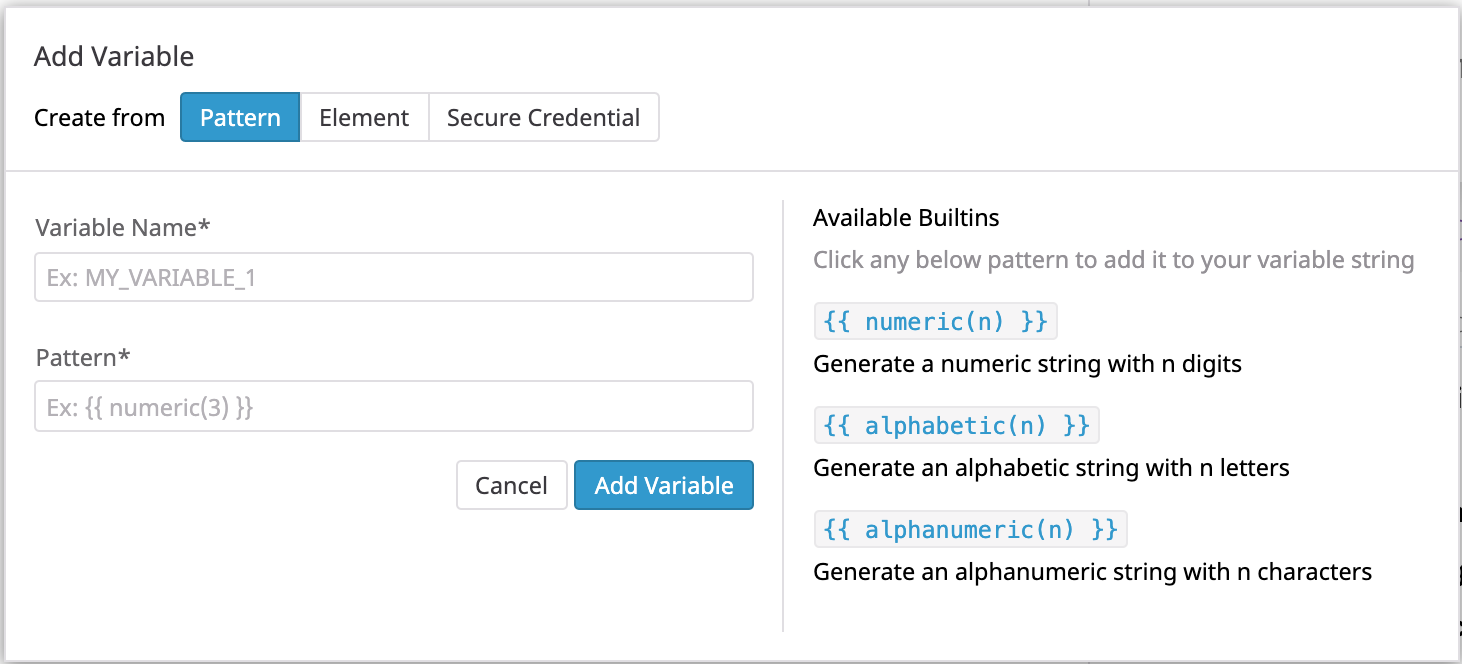 Add Variable
Create from Pattern Element Secure Credential
Variable Name*
Ex: MY_VARIABLE_1
Pattern*
Ex: {{ numeric(3) }}
Cancel Add Variable
Available Builtins
Click any below pattern to add it to your variable string
{{ numeric(n) }}
Generate a numeric string with n digits
{{ alphabetic(n) }}
Generate an alphabetic string with n letters
{{ alphanumeric(n) }}
Generate an alphanumeric string with n characters